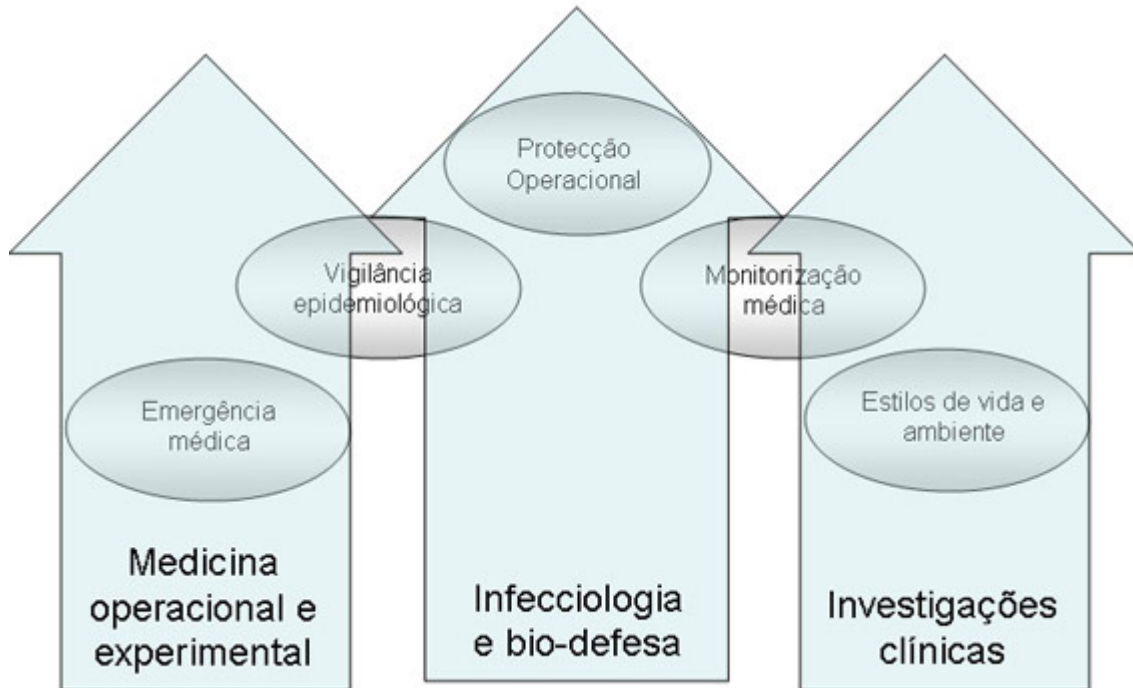 Protecção
Operacional
Vigilância
epidemiológica
Monitorização
médica
Emergência
médica
Estilos de vida e
ambiente
Medicina
operacional e
experimental
Infecciologia
e bio-defesa
Investigações
clínicas